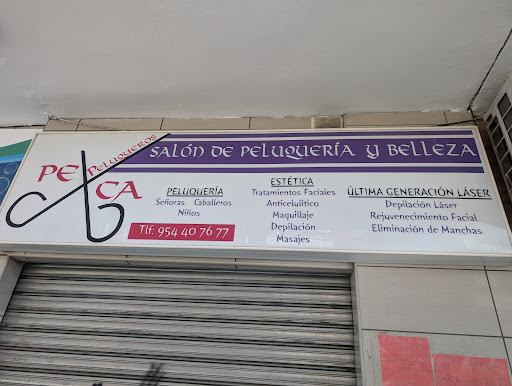 PELUQUEROS
PE CA
SALÓN DE PELUQUERÍA Y BELLEZA
PELUQUERÍA
Señoras Caballeros
Niños
Tlf: 954 40 76 77
ESTÉTICA
Tratamientos Faciales
Anticelulítico
Maquillaje
Depilación
Masajes
ÚLTIMA GENERACIÓN LÁSER
Depilación Láser
Rejuvenecimiento Facial
Eliminación de Manchas